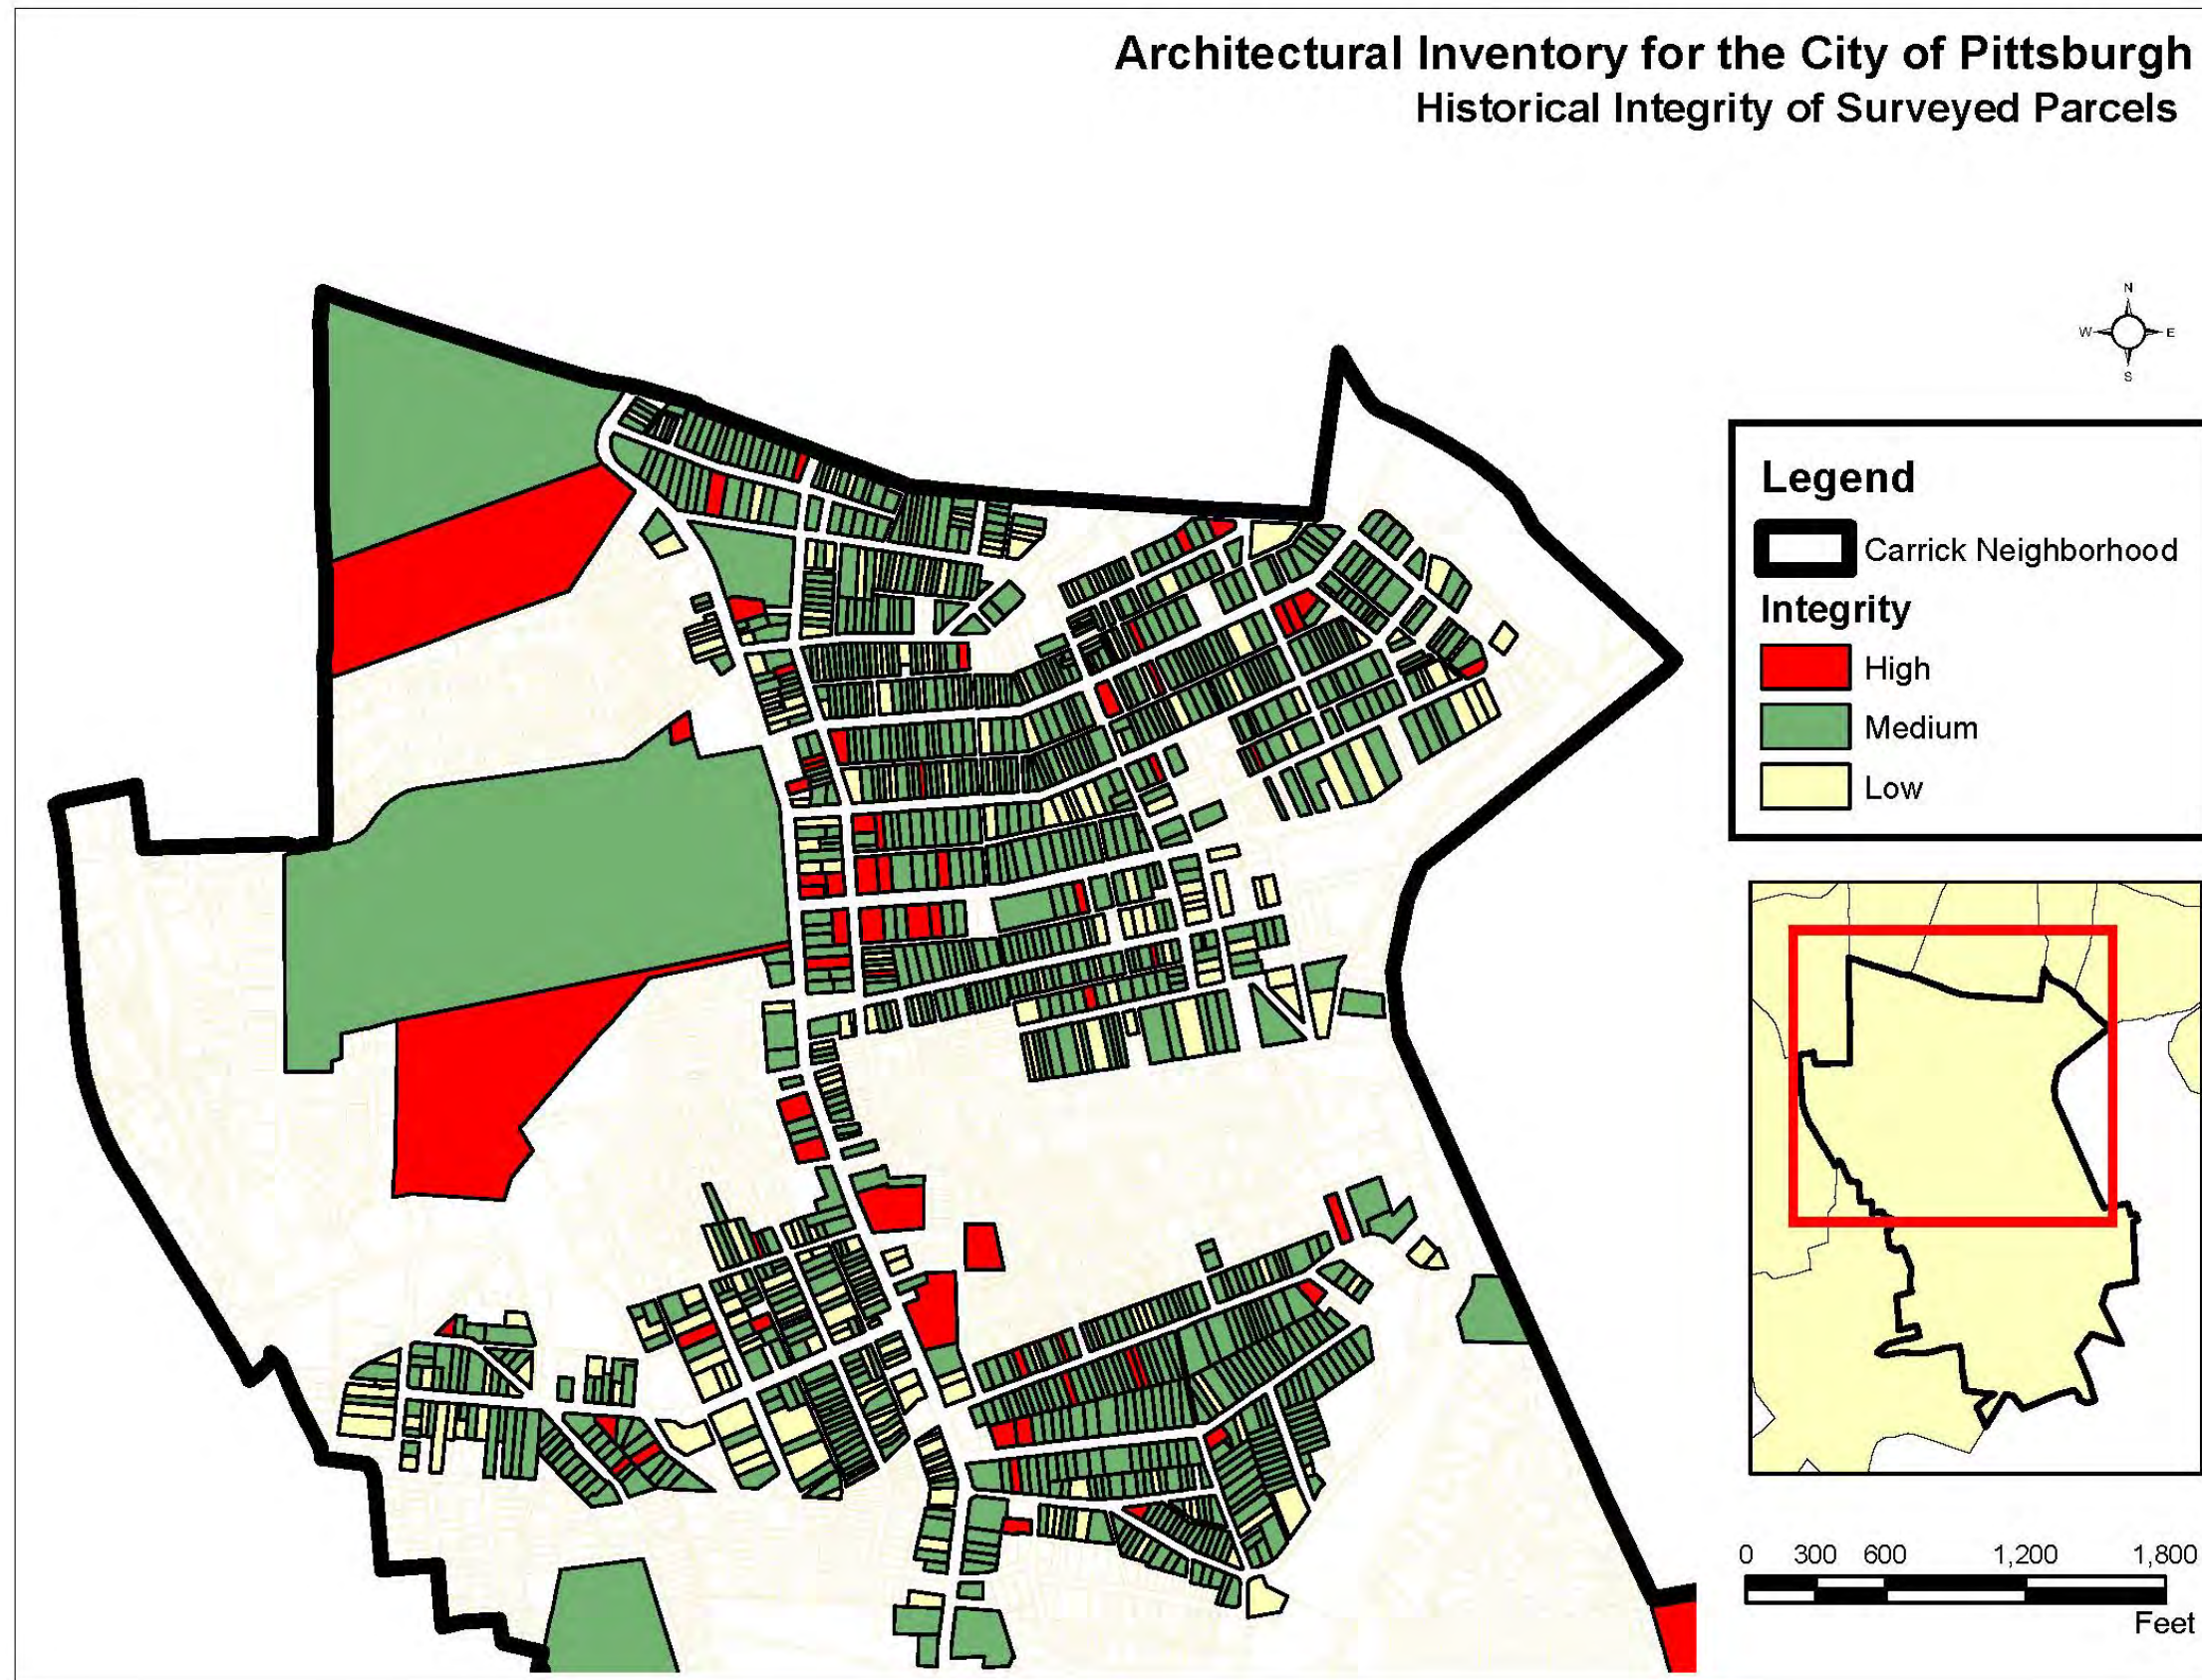 Architectural Inventory for the City of Pittsburgh
Historical Integrity of Surveyed Parcels
N
W E
S
Legend
Carrick Neighborhood
Integrity
High
Medium
Low
0 300 600 1,200 1,800
Feet